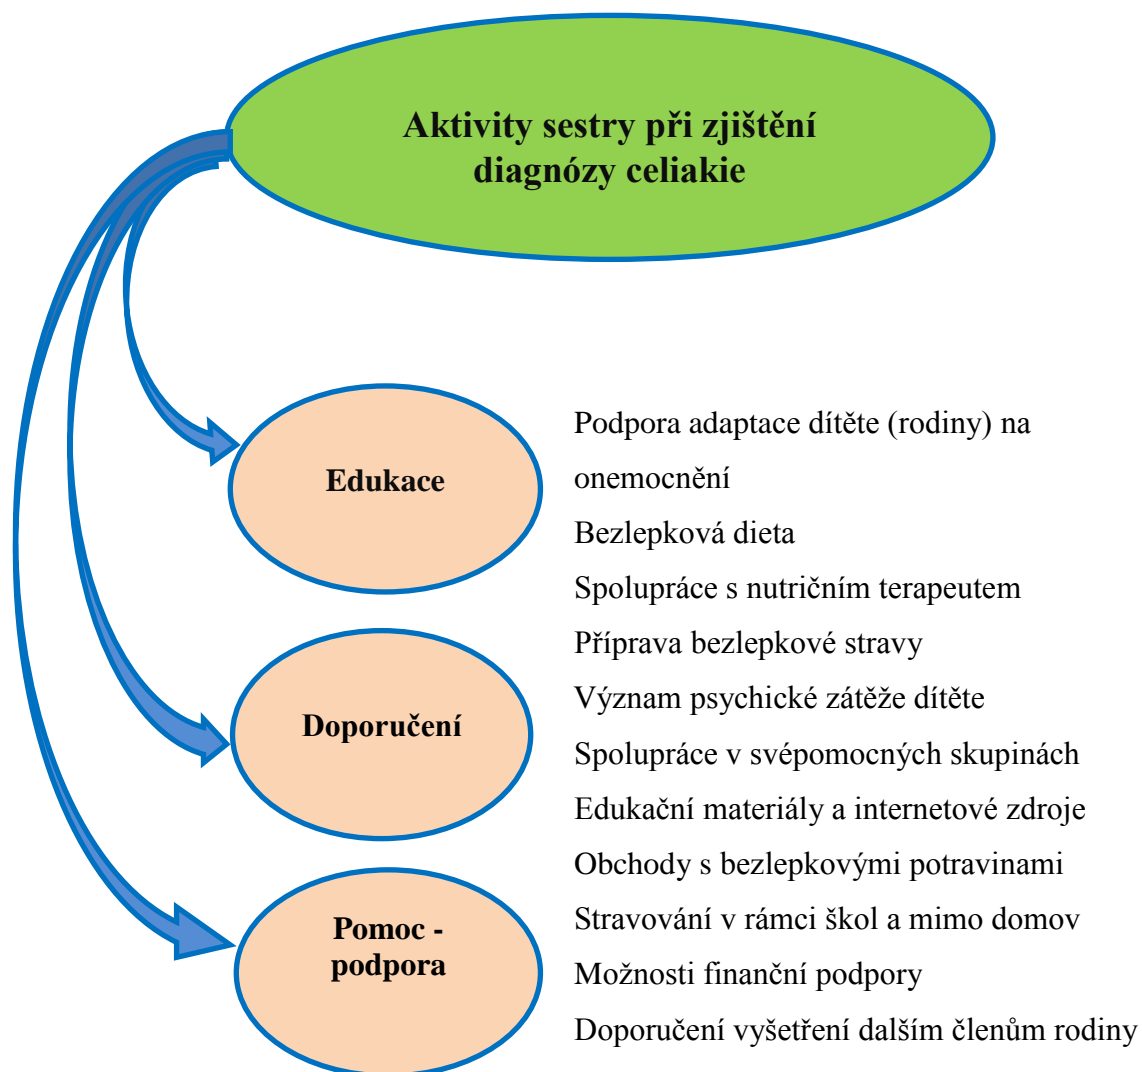 Aktivity sestry při zjištění
diagnózy celiakie
Edukace
Doporučení
Pomoc -
podpora
Podpora adaptace dítěte (rodiny) na
onemocnění
Bezlepková dieta
Spolupráce s nutričním terapeutem
Příprava bezlepkové stravy
Význam psychické zátěže dítěte
Spolupráce v svépomocných skupinách
Edukační materiály a internetové zdroje
Obchody s bezlepkovými potravinami
Stravování v rámci škol a mimo domov
Možnosti finanční podpory
Doporučení vyšetření dalším členům rodiny